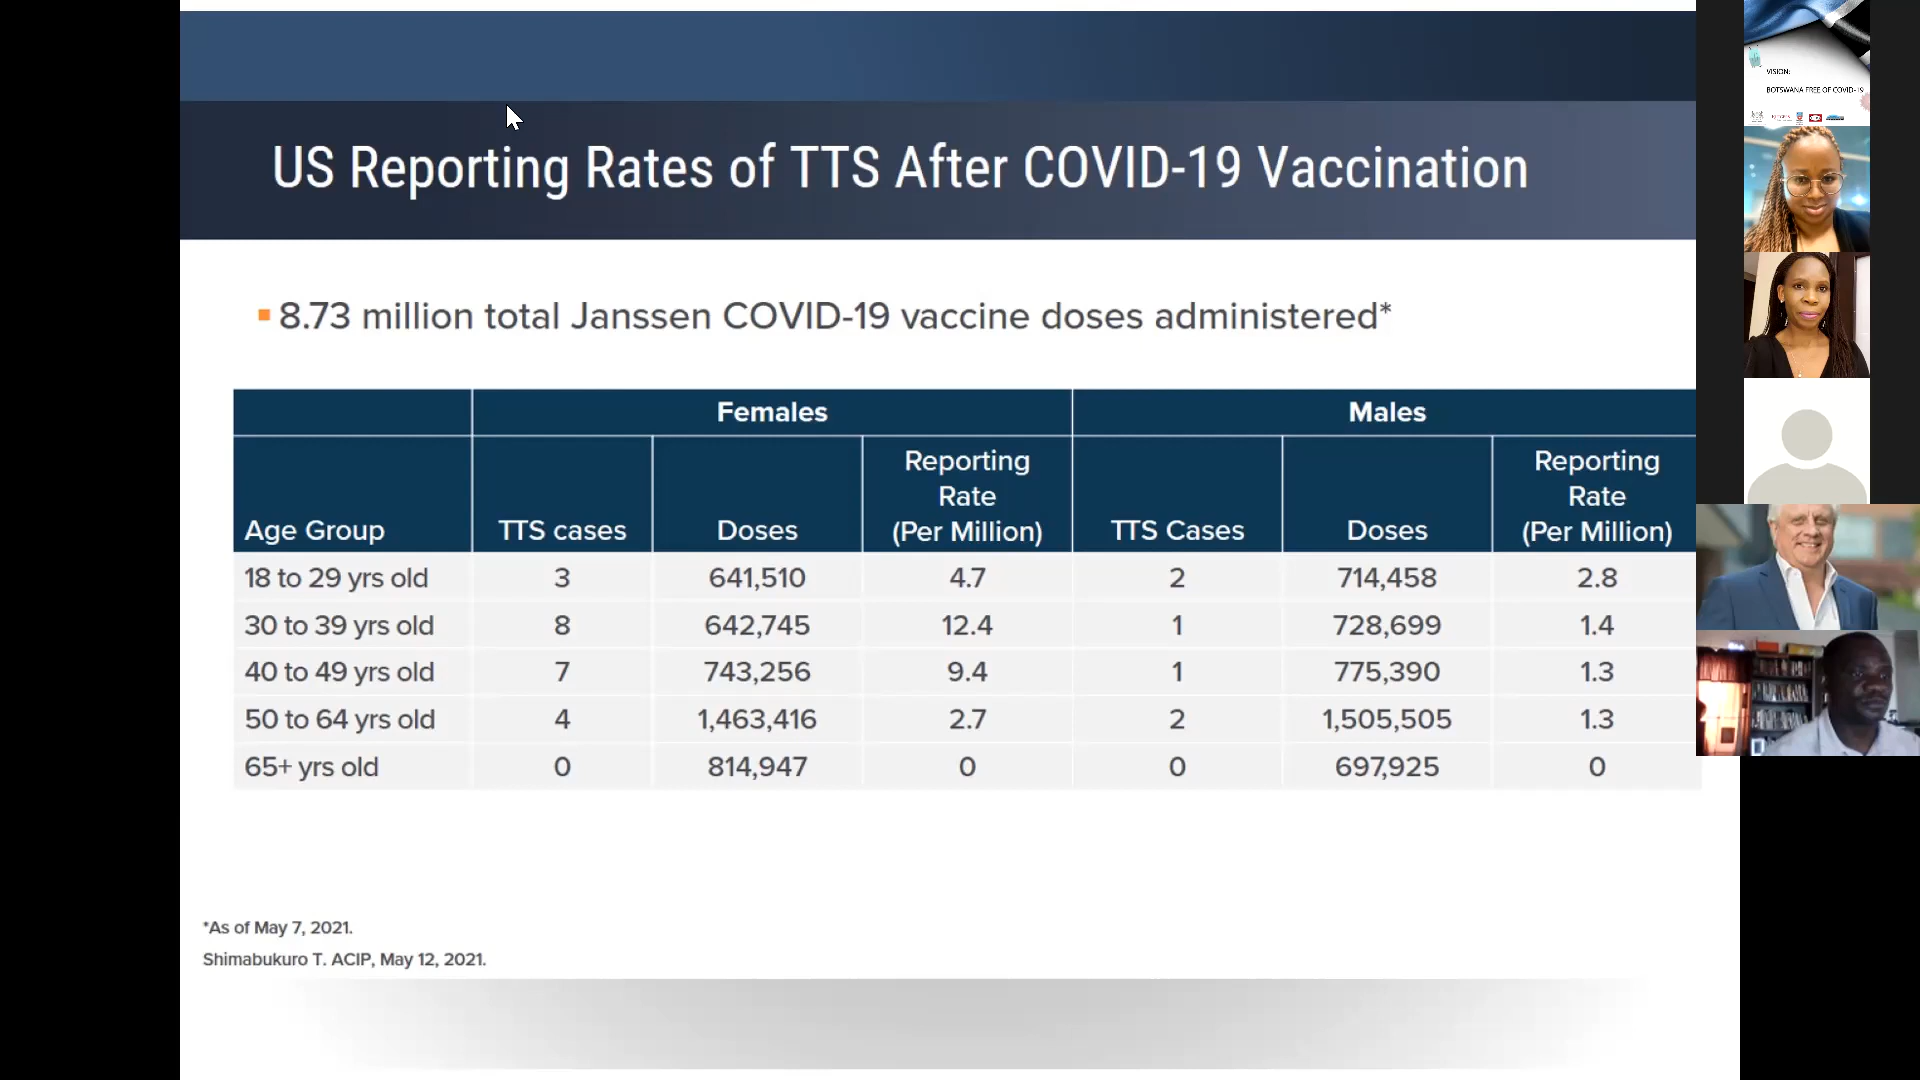 US Reporting Rates of TTS After COVID-19 Vaccination
8.73 million total Janssen COVID-19 vaccine doses administered*
Females Males
Age Group TTS cases Doses Reporting Rate (Per Million) TTS Cases Doses Reporting Rate (Per Million)
18 to 29 yrs old 3 641,510 4.7 2 714,458 2.8
30 to 39 yrs old 8 642,745 12.4 1 728,699 1.4
40 to 49 yrs old 7 743,256 9.4 1 775,390 1.3
50 to 64 yrs old 4 1,463,416 2.7 2 1,505,505 1.3
65+ yrs old 0 814,947 0 0 697,925 0
*As of May 7, 2021.
Shimabukuro T. ACIP, May 12, 2021.
VISION:
BOTSWANA FREE OF COVID-19